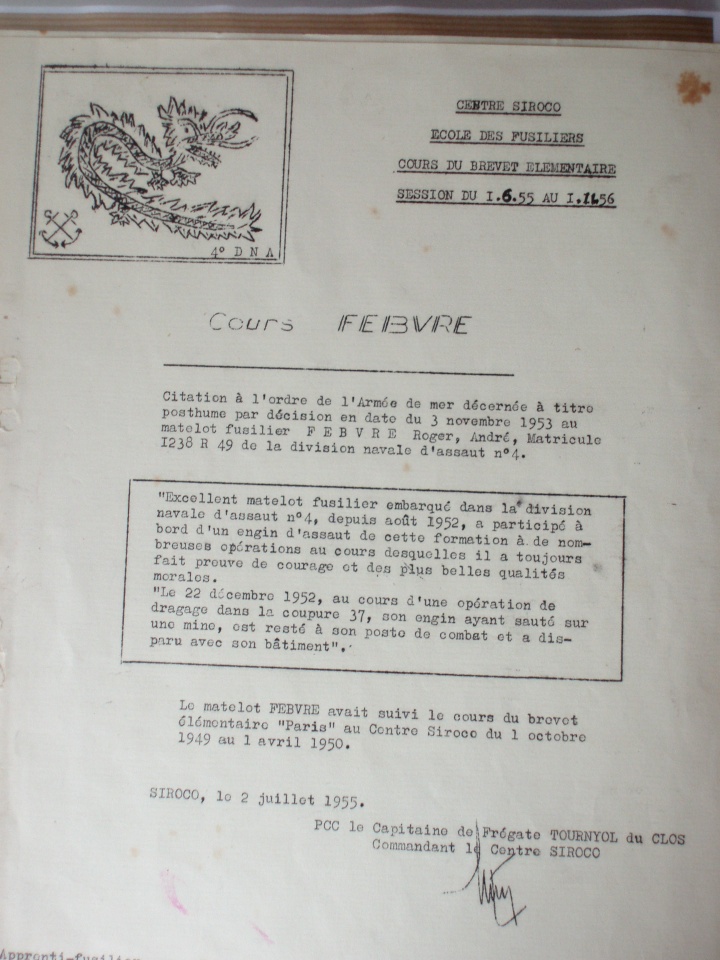 CENTRE SIROCO
ECOLE DES FUSILIERS
COURS DU BREVET ELEMENTAIRE
SESSION DU I.6.55 AU I.11.56
4° D N A
Cours FEBVRE
Citation à l'ordre de l'Armée de mer décernée à titre
posthume par décision en date du 3 novembre 1953 au
matelot fusilier F E B V R E Roger, André, Matricule
I238 R 49 de la division navale d'assaut n°4.
"Excellent matelot fusilier embarqué dans la division
navale d'assaut n°4, depuis août 1952, a participé à
bord d'un engin d'assaut de cette formation à de nom-
breuses opérations au cours desquelles il a toujours
fait preuve de courage et des plus belles qualités
morales.
"Le 22 décembre 1952, au cours d'une opération de
dragage dans la coupure 37, son engin ayant sauté sur
une mine, est resté à son poste de combat et a dis-
paru avec son bâtiment".
Le matelot FEBVRE avait suivi le cours du brevet
élémentaire "Paris" au Centre Siroco du 1 octobre
1949 au 1 avril 1950.
SIROCO, le 2 juillet 1955.
PCC le Capitaine de Frégate TOURNYOL du CLOS
Commandant le Centre SIROCO
Apprenti-fusilier